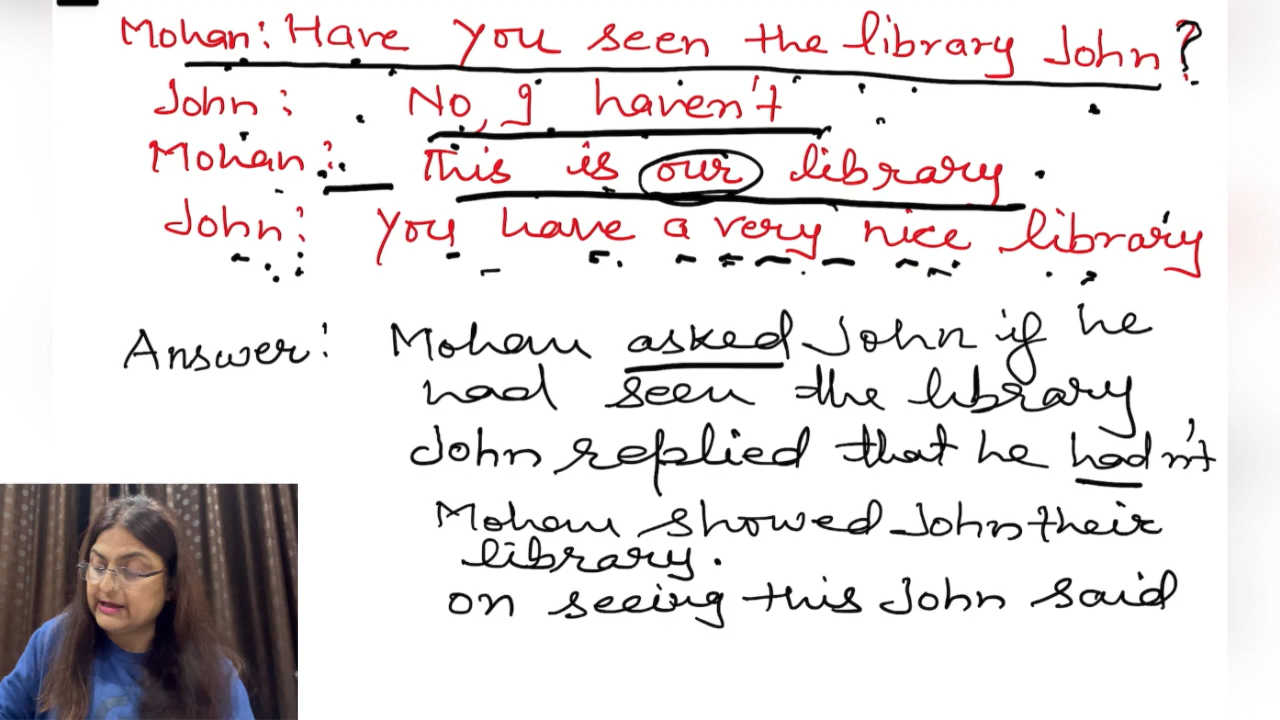 Mohan: Have you seen the library John?
John: No, I haven't
Mohan: This is our library.
John: you have a very nice library
Answer: Mohan asked John if he
had seen the library
John replied that he hadn't
Mohan showed John their
library.
on seeing this John said